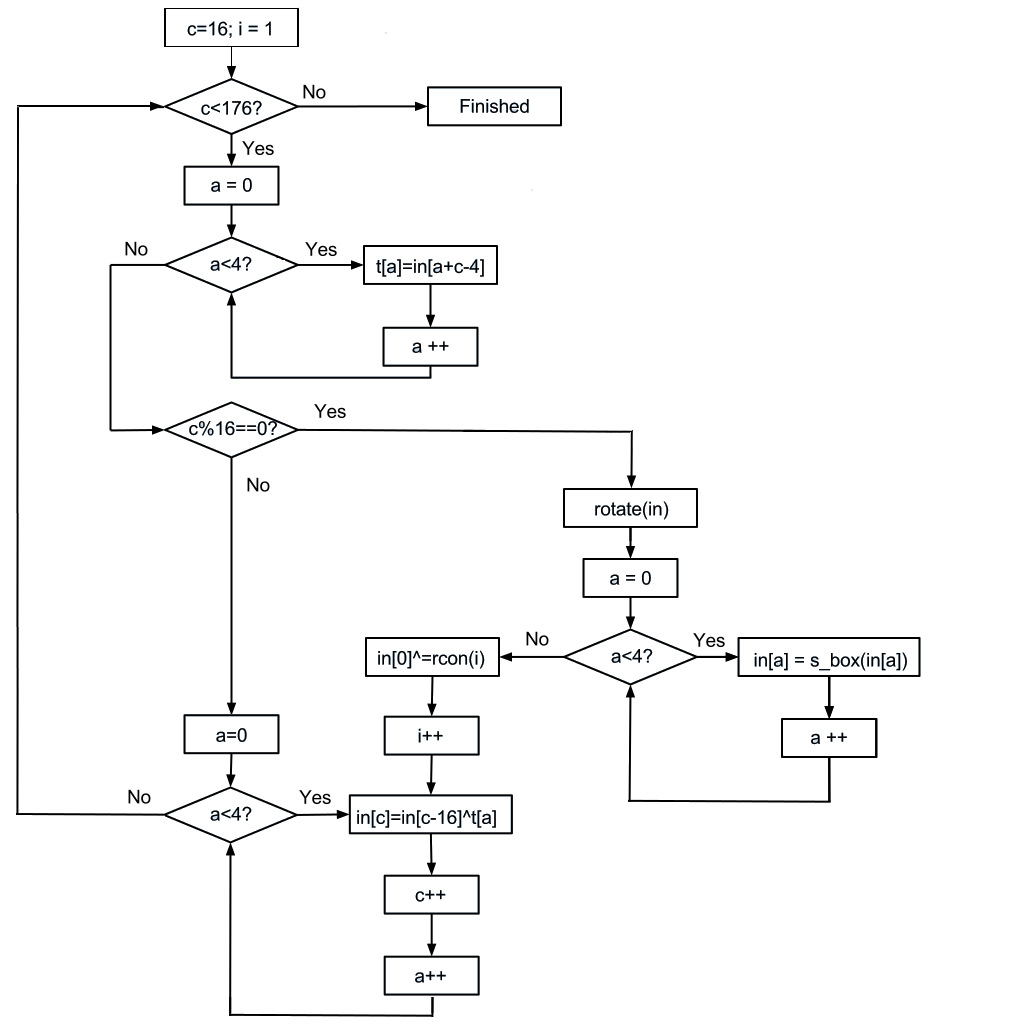 c=16; i = 1
c<176?
No
Finished
Yes
a = 0
No
a<4?
Yes
t[a]=in[a+c-4]
a ++
c%16==0?
Yes
No
rotate(in)
a = 0
in[0]^=rcon(i)
No
a<4?
Yes
in[a] = s_box(in[a])
a=0
i++
a ++
No
a<4?
Yes
in[c]=in[c-16]^t[a]
c++
a++